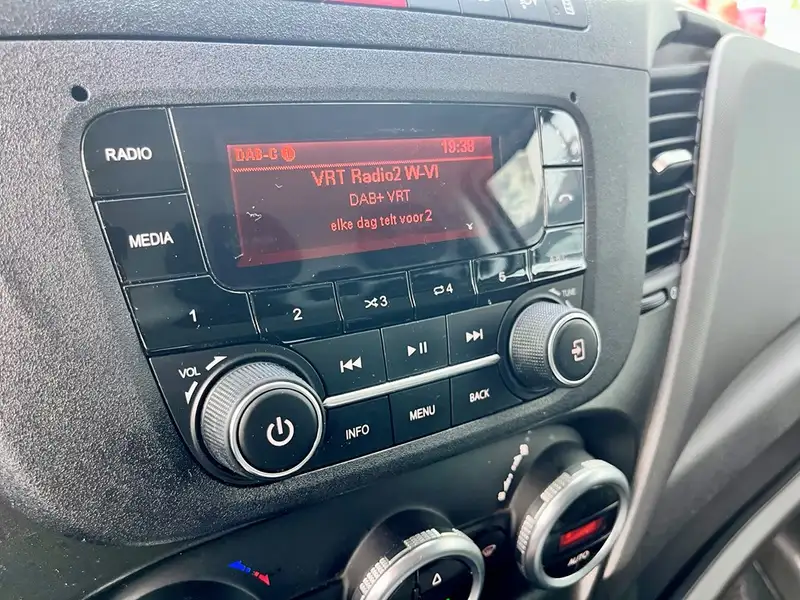 DAB-C 19:38
VRT Radio2 W-Vl
DAB+ VRT
elke dag telt voor 2
RADIO
MEDIA
1
2
3
4
5
VOL
TUNE
INFO
MENU
BACK
AUTO